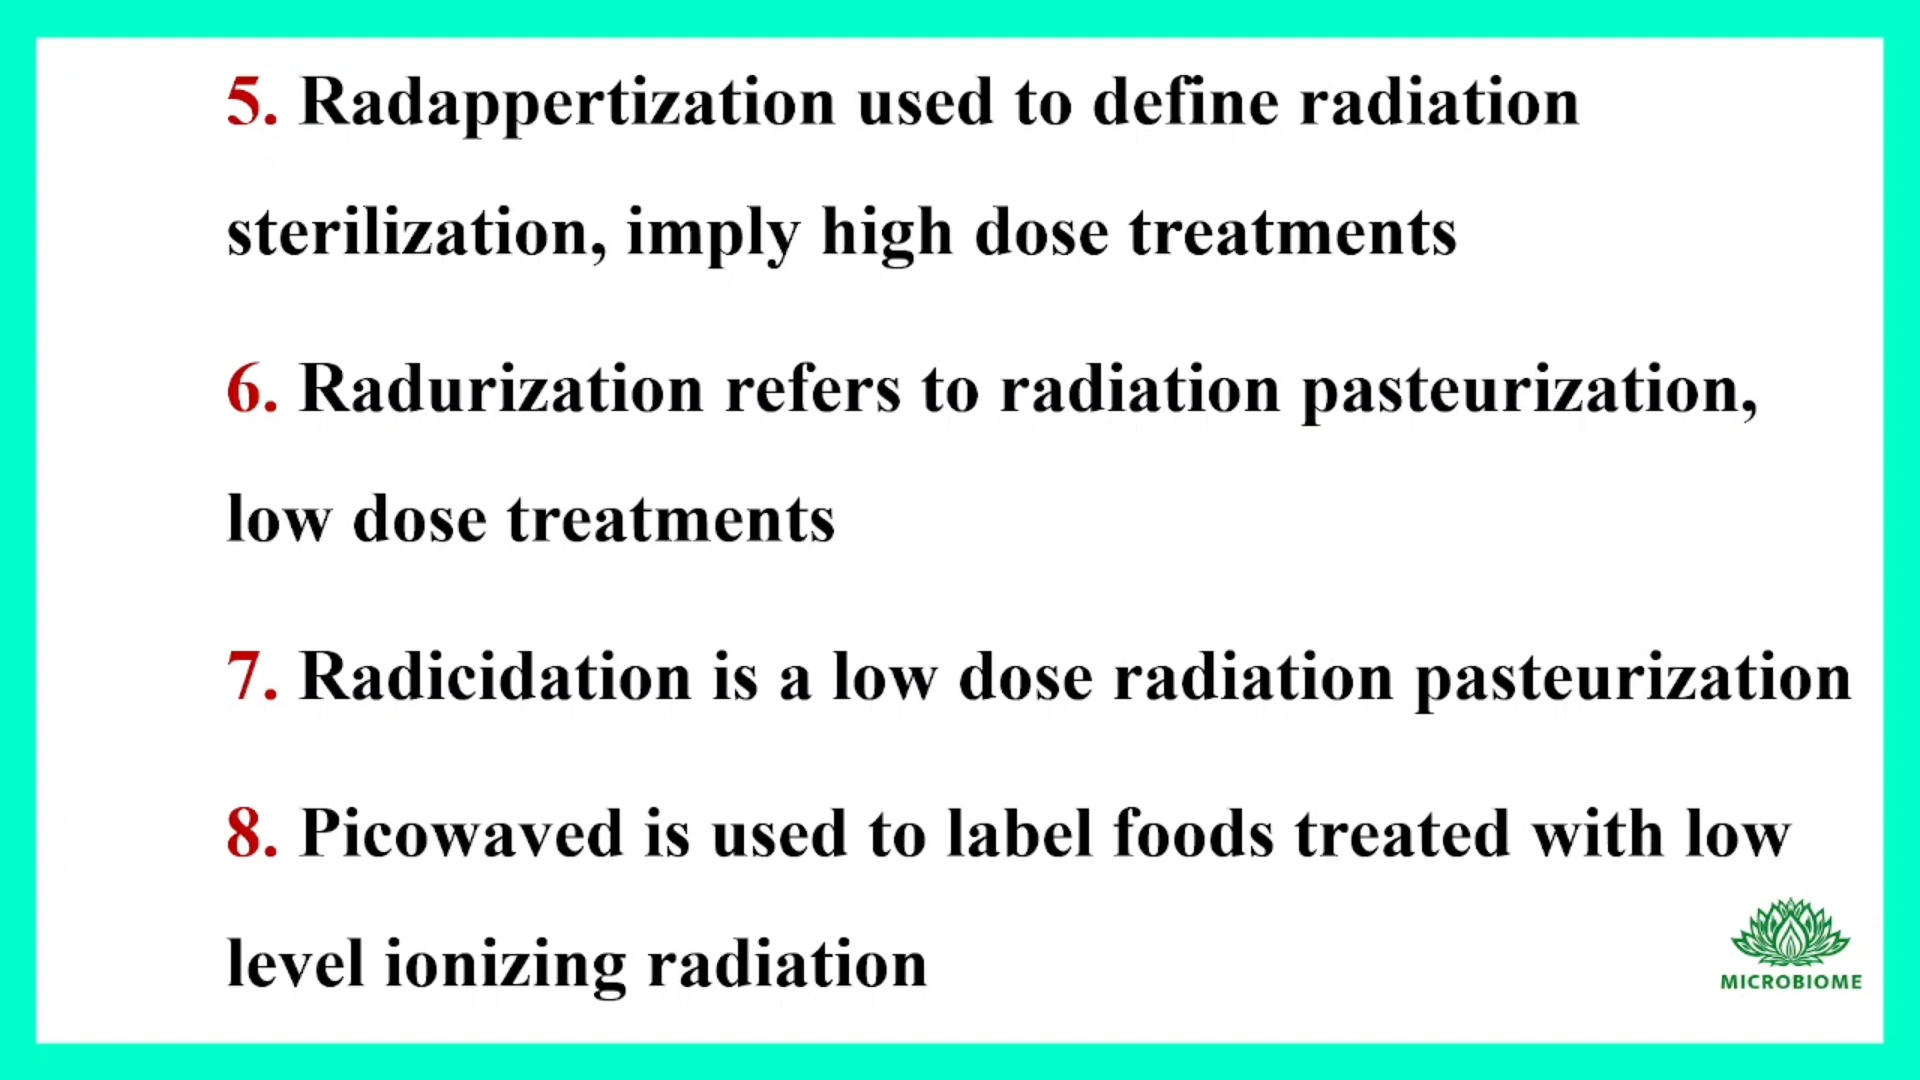 5. Radappertization used to define radiation
sterilization, imply high dose treatments
6. Radurization refers to radiation pasteurization,
low dose treatments
7. Radicidation is a low dose radiation pasteurization
8. Picowaved is used to label foods treated with low
level ionizing radiation
MICROBIOME